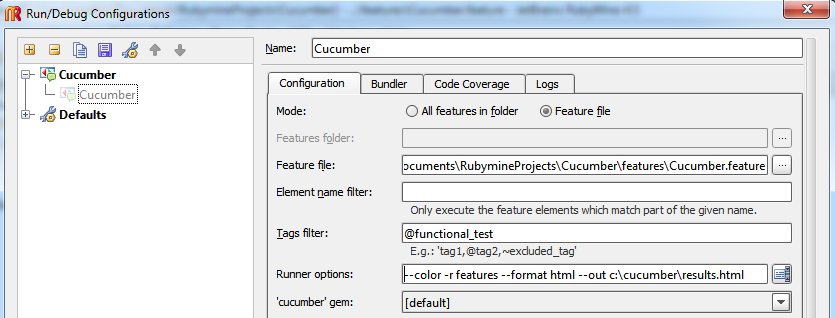 Run/Debug Configurations
Name: Cucumber
Cucumber
Cucumber
Defaults
Configuration Bundler Code Coverage Logs
Mode: All features in folder Feature file
Features folder: ...
Feature file: ocuments\RubymineProjects\Cucumber\features\Cucumber.feature ...
Element name filter:
Only execute the feature elements which match part of the given name.
Tags filter: @functional_test
E.g.: 'tag1,@tag2,~excluded_tag'
Runner options: --color -r features --format html --out c:\cucumber\results.html
'cucumber' gem: [default]